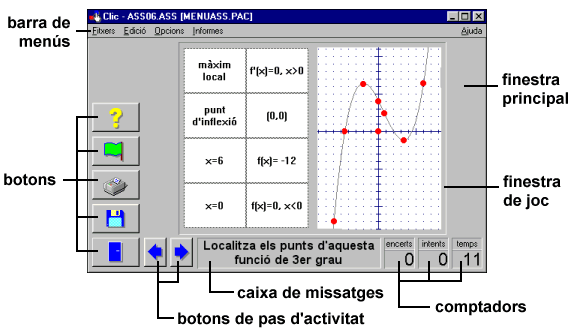 Clic - ASS06.ASS [MENUASS.PAC]
barra de
menús
Fitxers Edició Opcions Informes Ajuda
màxim
local
f'(x)=0, x>0
finestra
principal
punt
d'inflexió
(0,0)
botons
x=6
f(x)= -12
finestra
de joc
x=0
f(x)=0, x<0
Localitza els punts d'aquesta
funció de 3er grau
encerts intents temps
0 0 11
caixa de missatges
comptadors
botons de pas d'activitat